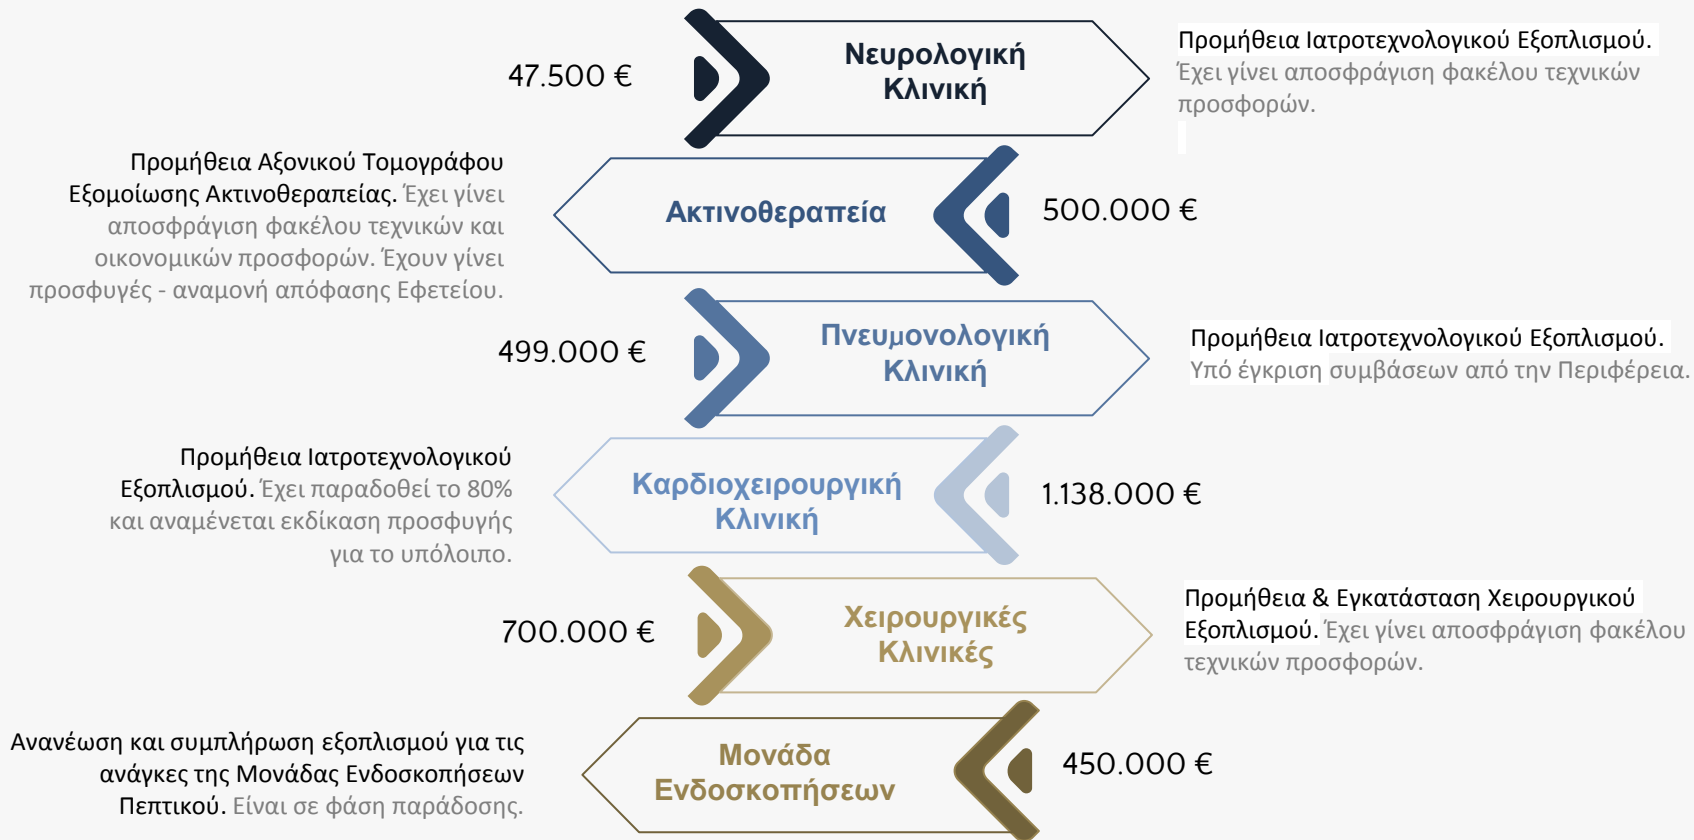 47.500 €
Νευρολογική
Κλινική
Προμήθεια Ιατροτεχνολογικού Εξοπλισμού.
Έχει γίνει αποσφράγιση φακέλου τεχνικών
προσφορών.
Προμήθεια Αξονικού Τομογράφου
Εξομοίωσης Ακτινοθεραπείας. Έχει γίνει
αποσφράγιση φακέλου τεχνικών και
οικονομικών προσφορών. Έχουν γίνει
προσφυγές - αναμονή απόφασης Εφετείου.
Ακτινοθεραπεία
500.000 €
499.000 €
Πνευμονολογική
Κλινική
Προμήθεια Ιατροτεχνολογικού Εξοπλισμού.
Υπό έγκριση συμβάσεων από την Περιφέρεια.
Προμήθεια Ιατροτεχνολογικού
Εξοπλισμού. Έχει παραδοθεί το 80%
και αναμένεται εκδίκαση προσφυγής
για το υπόλοιπο.
Καρδιοχειρουργική
Κλινική
1.138.000 €
700.000 €
Χειρουργικές
Κλινικές
Προμήθεια & Εγκατάσταση Χειρουργικού
Εξοπλισμού. Έχει γίνει αποσφράγιση φακέλου
τεχνικών προσφορών.
Ανανέωση και συμπλήρωση εξοπλισμού για τις
ανάγκες της Μονάδας Ενδοσκοπήσεων
Πεπτικού. Είναι σε φάση παράδοσης.
Μονάδα
Ενδοσκοπήσεων
450.000 €